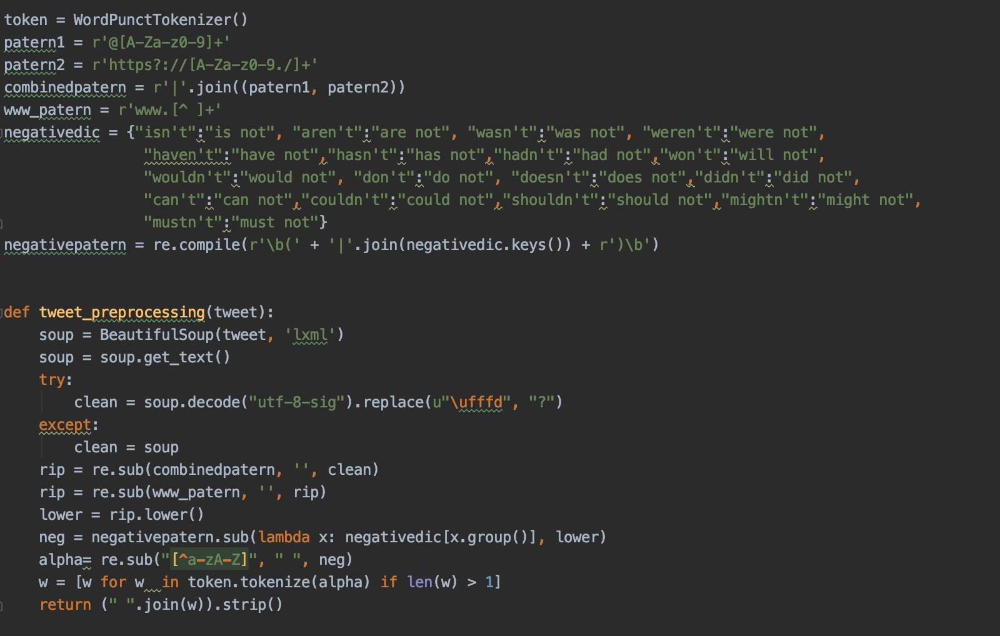 token = WordPunctTokenizer()
patern1 = r'@[A-Za-z0-9]+'
patern2 = r'https?://[A-Za-z0-9./]+'
combinedpatern = r'|'.join((patern1, patern2))
www_patern = r'www.[^ ]+'
negativedic = {"isn't":"is not", "aren't":"are not", "wasn't":"was not", "weren't":"were not",
                "haven't":"have not","hasn't":"has not","hadn't":"had not","won't":"will not",
                "wouldn't":"would not", "don't":"do not", "doesn't":"does not","didn't":"did not",
                "can't":"can not","couldn't":"could not","shouldn't":"should not","mightn't":"might not",
                "mustn't":"must not"}
negativepatern = re.compile(r'\b(' + '|'.join(negativedic.keys()) + r')\b')
def tweet_preprocessing(tweet):
    soup = BeautifulSoup(tweet, 'lxml')
    soup = soup.get_text()
    try:
        clean = soup.decode("utf-8-sig").replace(u"\ufffd", "?")
    except:
        clean = soup
    rip = re.sub(combinedpatern, '', clean)
    rip = re.sub(www_patern, '', rip)
    lower = rip.lower()
    neg = negativepatern.sub(lambda x: negativedic[x.group()], lower)
    alpha= re.sub("[^a-zA-Z]", " ", neg)
    w = [w for w  in token.tokenize(alpha) if len(w) > 1]
    return (" ".join(w)).strip()